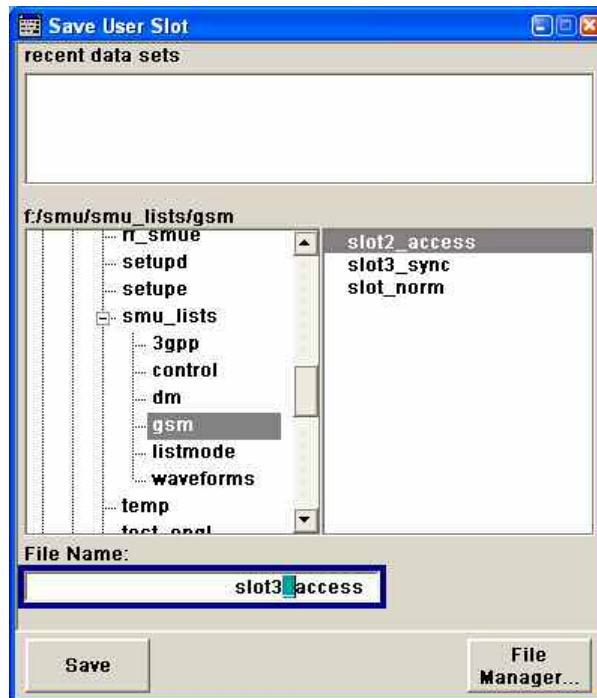 Save User Slot
recent data sets
f:/smu/smu_lists/gsm
rr_smue
setupd
setupe
smu_lists
3gpp
control
dm
gsm
listmode
waveforms
temp
slot2_access
slot3_sync
slot_norm
File Name:
slot3_access
Save
File
Manager...